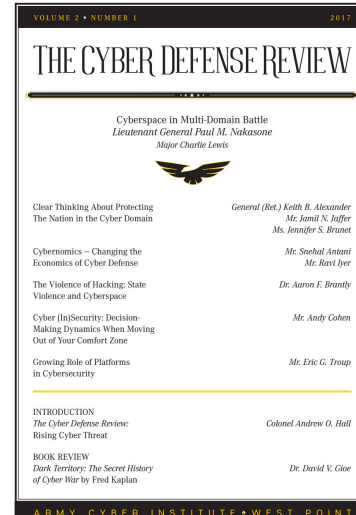 VOLUME 2 ◆ NUMBER 1 2017
THE CYBER DEFENSE REVIEW
Cyberspace in Multi-Domain Battle
Lieutenant General Paul M. Nakasone
Major Charlie Lewis
Clear Thinking About Protecting General (Ret.) Keith B. Alexander
The Nation in the Cyber Domain Mr. Jamil N. Jaffer
Ms. Jennifer S. Brunet
Cybernomics – Changing the Mr. Snehal Antani
Economics of Cyber Defense Mr. Ravi Iyer
The Violence of Hacking: State Dr. Aaron F. Brantly
Violence and Cyberspace
Cyber (In)Security: Decision- Mr. Andy Cohen
Making Dynamics When Moving
Out of Your Comfort Zone
Growing Role of Platforms Mr. Eric G. Troup
in Cybersecurity
INTRODUCTION
The Cyber Defense Review: Colonel Andrew O. Hall
Rising Cyber Threat
BOOK REVIEW
Dark Territory: The Secret History Dr. David V. Gioe
of Cyber War by Fred Kaplan
ARMY CYBER INSTITUTE ◆ WEST POINT